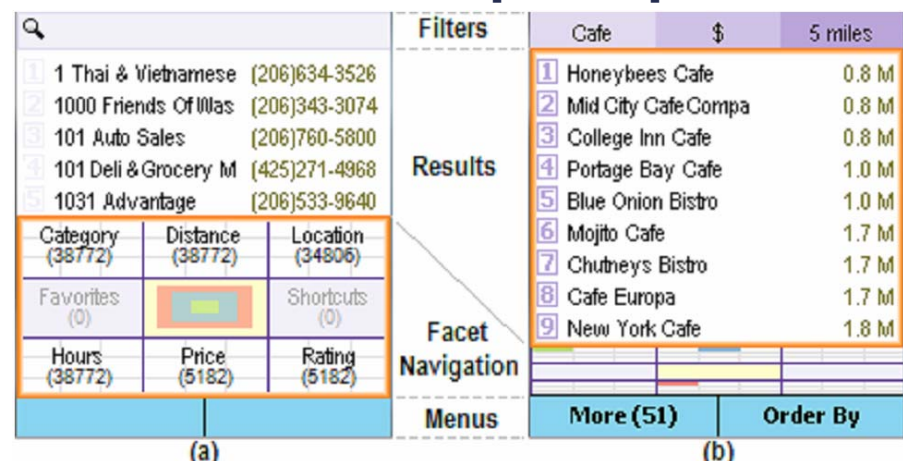 1 1 Thai & Vietnamese (206)634-3526
2 1000 Friends Of Was (206)343-3074
3 101 Auto Sales (206)760-5800
4 101 Deli & Grocery M (425)271-4968
5 1031 Advantage (206)533-9640
Category Distance Location
(38772) (38772) (34806)
Favorites Shortcuts
(0) (0)
Hours Price Rating
(38772) (5182) (5182)
(a)
Filters
Results
Facet
Navigation
Menus
Cafe $ 5 miles
1 Honeybees Cafe 0.8 M
2 Mid City Cafe Compa 0.8 M
3 College Inn Cafe 0.8 M
4 Portage Bay Cafe 1.0 M
5 Blue Onion Bistro 1.0 M
6 Mojito Cafe 1.7 M
7 Chutneys Bistro 1.7 M
8 Cafe Europa 1.7 M
9 New York Cafe 1.8 M
More (51) Order By
(b)